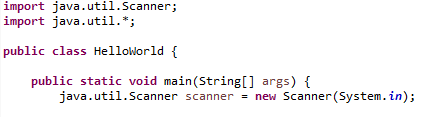 import java.util.Scanner;
import java.util.*;
public class HelloWorld {
public static void main(String[] args) {
java.util.Scanner scanner = new Scanner(System.in);